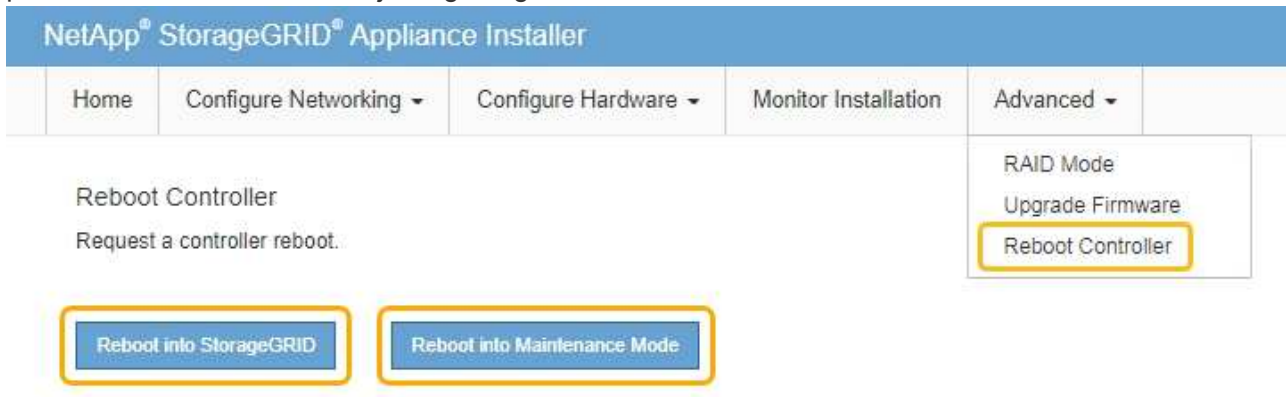 NetApp® StorageGRID® Appliance Installer
Home Configure Networking Configure Hardware Monitor Installation Advanced
RAID Mode
Upgrade Firmware
Reboot Controller
Reboot Controller
Request a controller reboot.
Reboot into StorageGRID Reboot into Maintenance Mode